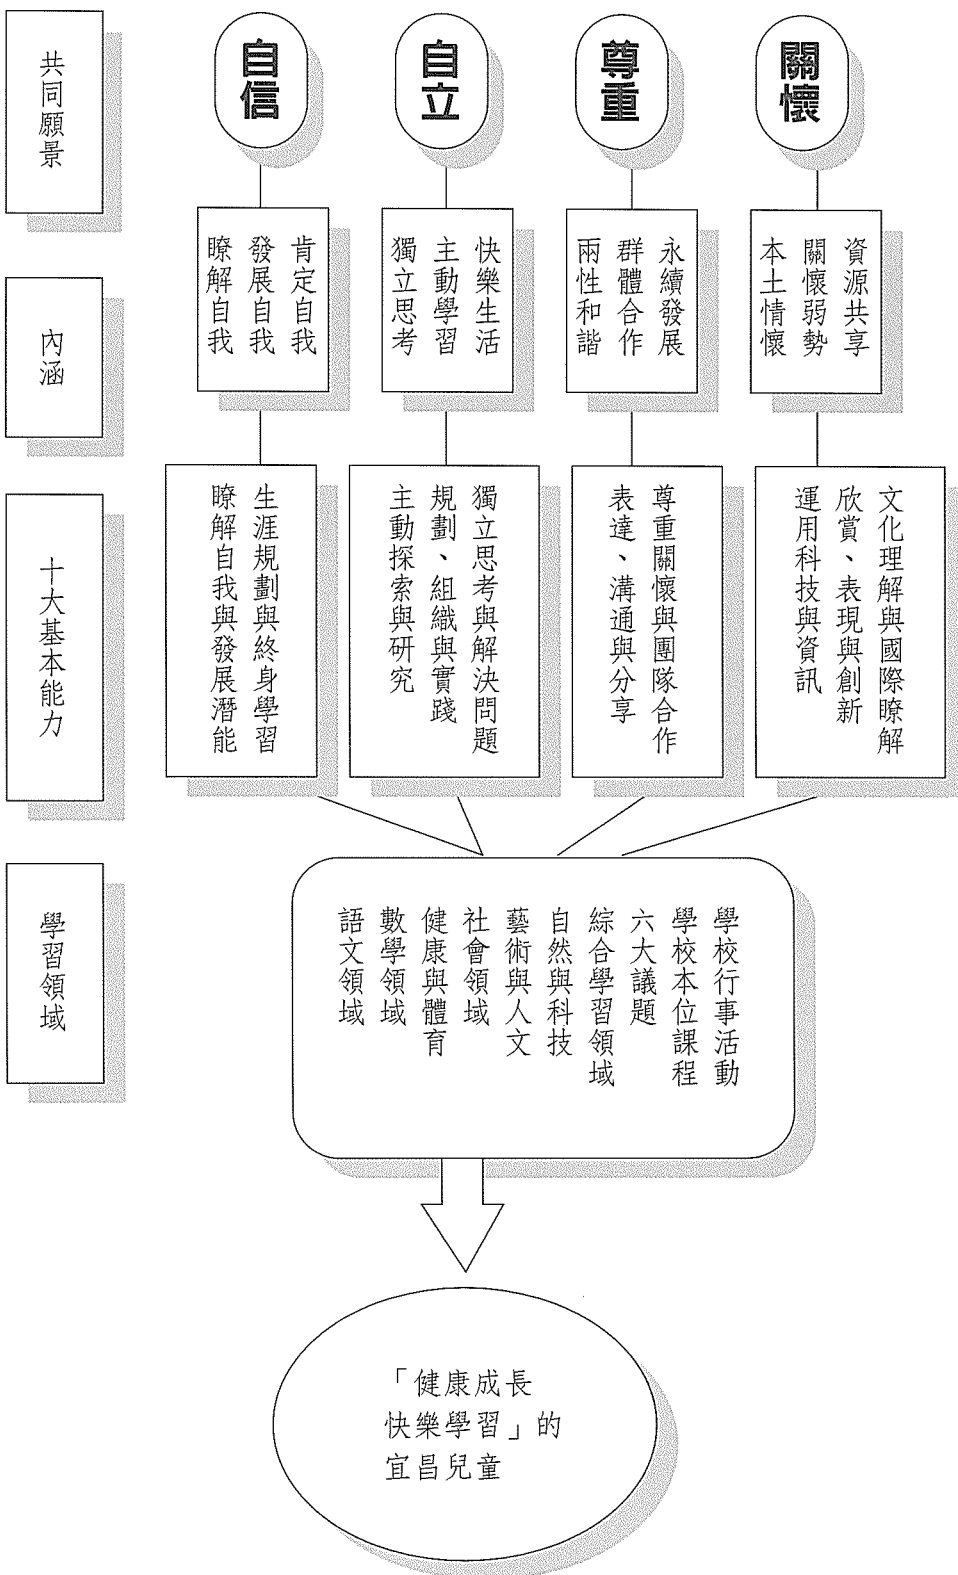 共同願景
自信
自立
尊重
關懷
內涵
瞭解自我
發展自我
肯定自我
獨立思考
主動學習
快樂生活
兩性和諧
群體合作
永續發展
本土情懷
關懷弱勢
資源共享
十大基本能力
瞭解自我與發展潛能
生涯規劃與終身學習
主動探索與研究
規劃、組織與實踐
獨立思考與解決問題
表達、溝通與分享
尊重關懷與團隊合作
運用科技與資訊
欣賞、表現與創新
文化理解與國際瞭解
學習領域
語文領域
數學領域
健康與體育
社會領域
藝術與人文
自然與科技
綜合學習領域
六大議題
學校本位課程
學校行事活動
「健康成長
快樂學習」的
宜昌兒童